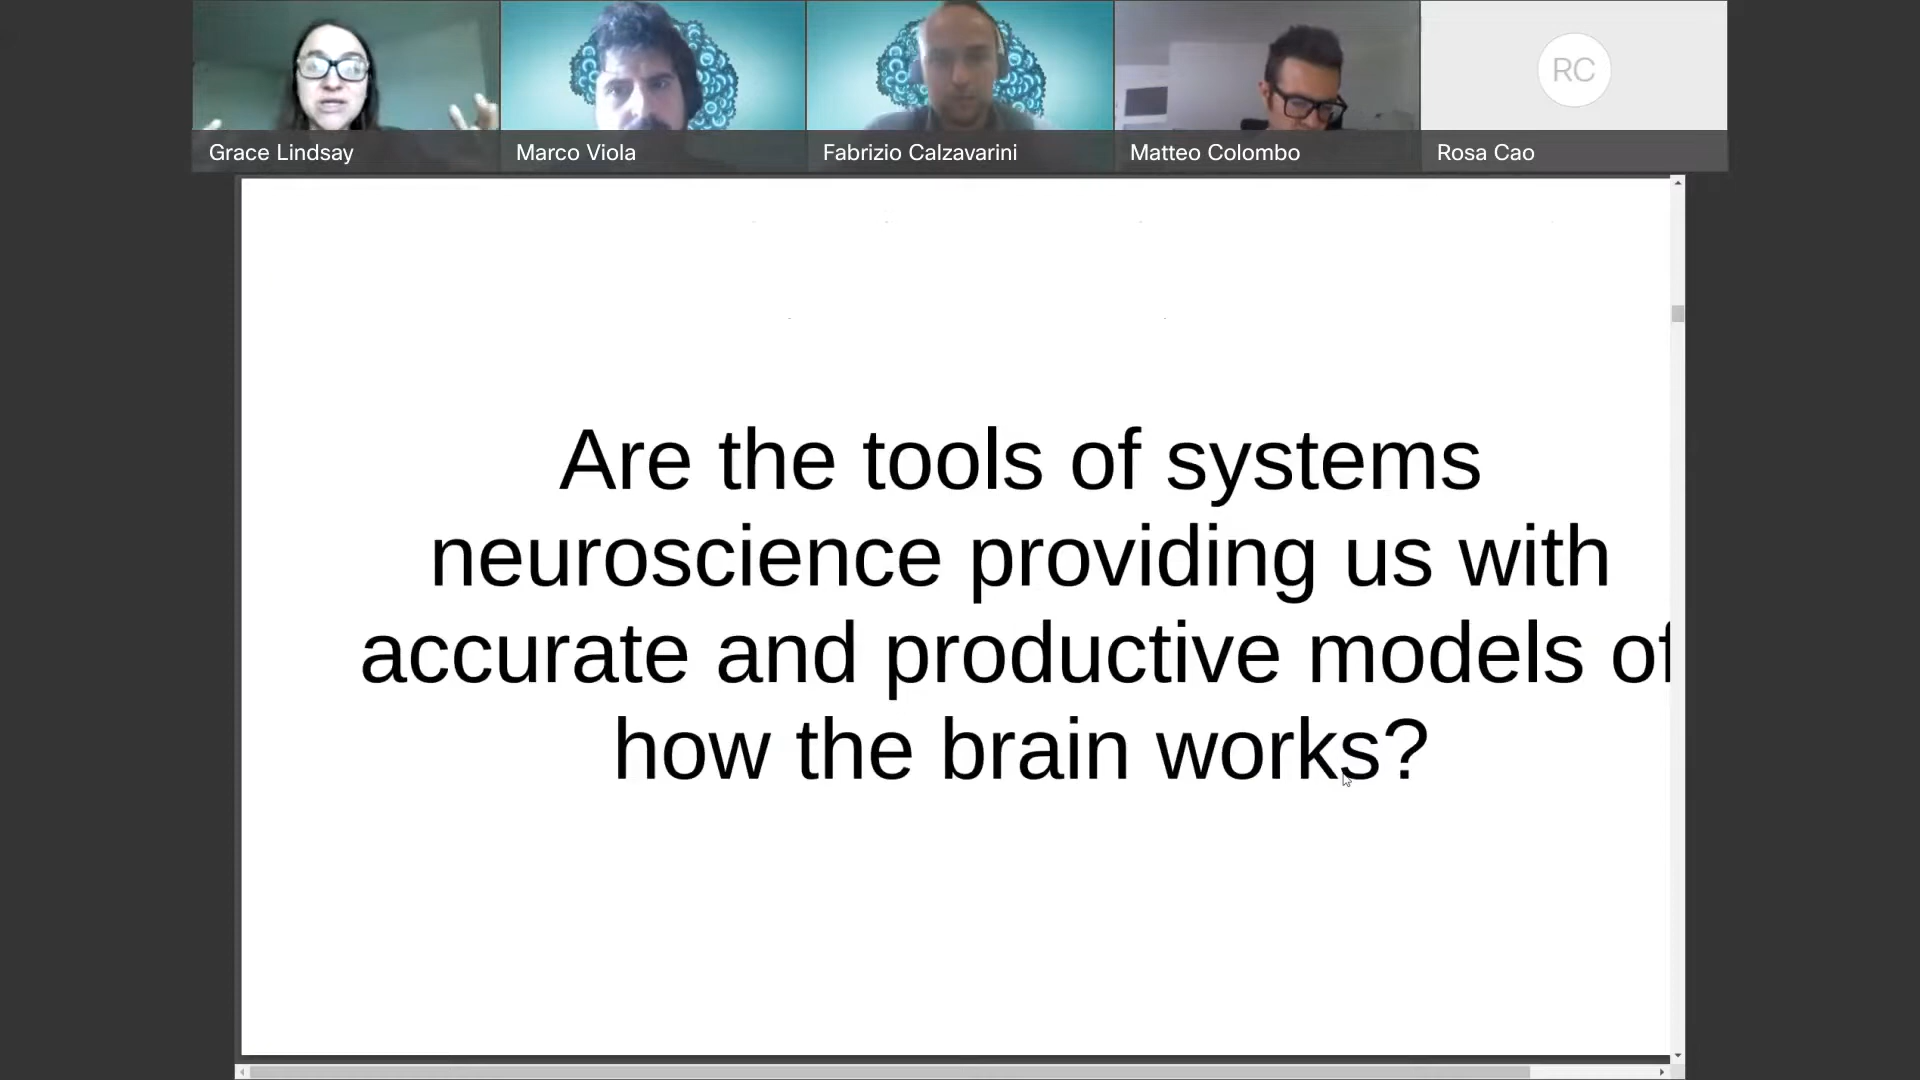 Grace Lindsay
Marco Viola
Fabrizio Calzavarini
Matteo Colombo
RC
Rosa Cao
Are the tools of systems
neuroscience providing us with
accurate and productive models of
how the brain works?